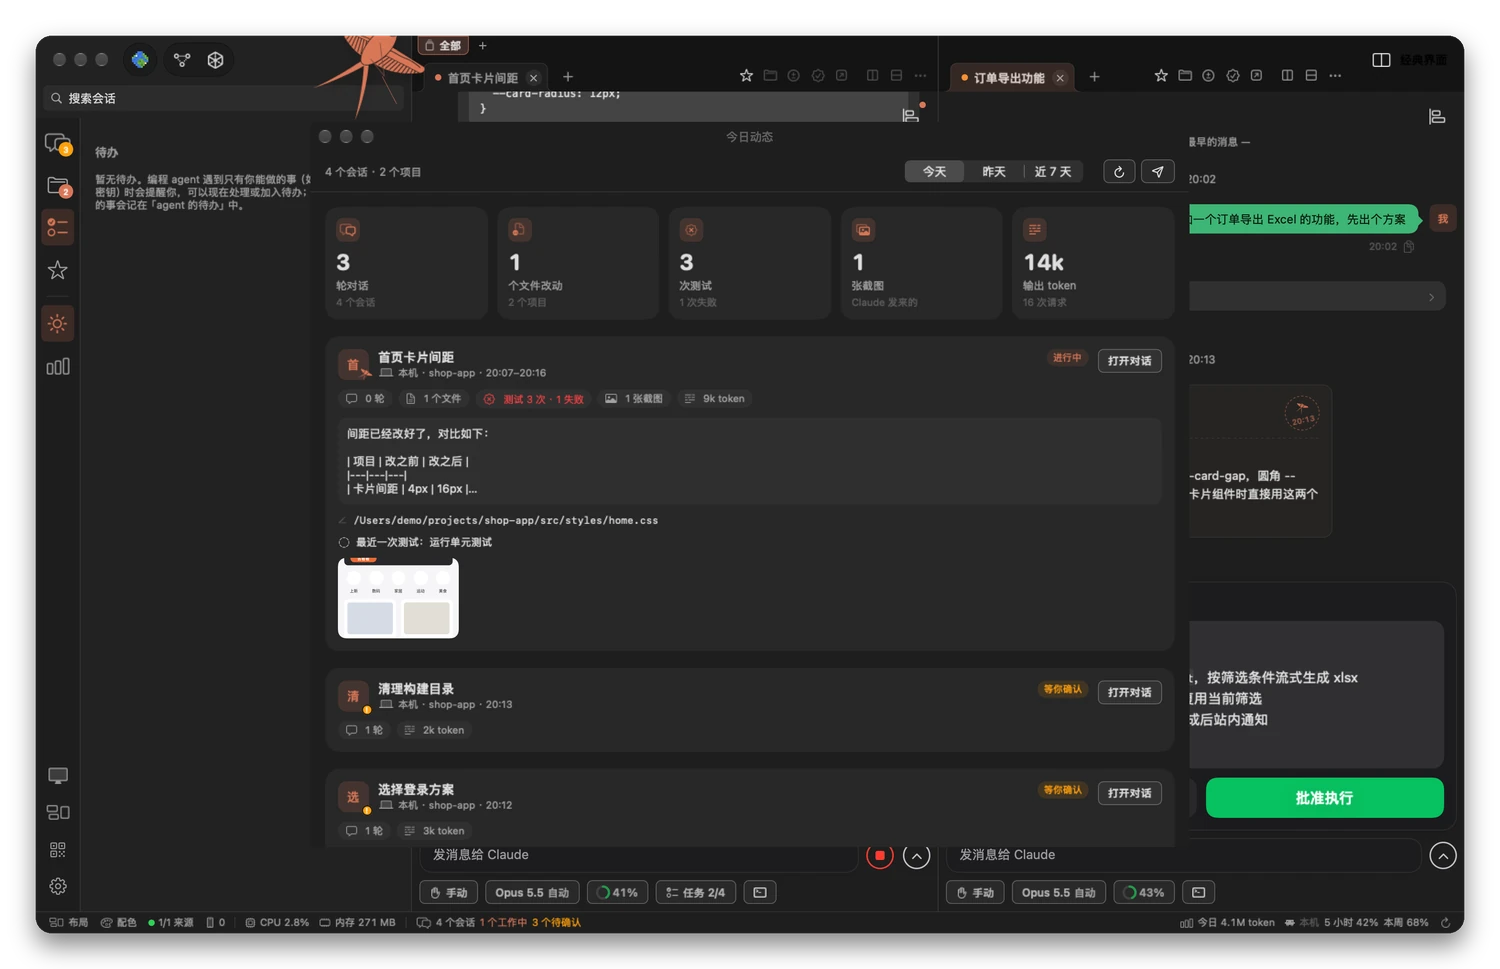 全部
经典界面
首页卡片间距
订单导出功能
搜索会话
--card-radius: 12px;
}
3
2
待办
暂无待办。编程 agent 遇到只有你能做的事
密钥）时会提醒你，可以现在处理或加入待办；
的事会记在「agent 的待办」中。
今日动态
4 个会话 · 2 个项目
今天
昨天
近 7 天
3
轮对话
4 个会话
1
个文件改动
2 个项目
3
次测试
1 次失败
1
张截图
Claude 发来的
14k
输出 token
16 次请求
首
首页卡片间距
本机 · shop-app · 20:07–20:16
进行中
打开对话
0 轮
1 个文件
测试 3 次 · 1 失败
1 张截图
9k token
间距已经改好了，对比如下：
| 项目 | 改之前 | 改之后 |
|---|---|---|
| 卡片间距 | 4px | 16px |...
/Users/demo/projects/shop-app/src/styles/home.css
最近一次测试：运行单元测试
清
清理构建目录
本机 · shop-app · 20:13
等你确认
打开对话
1 轮
2k token
选
选择登录方案
本机 · shop-app · 20:12
等你确认
打开对话
1 轮
3k token
最早的消息 —
20:02
一个订单导出 Excel 的功能，先出个方案
我
20:02
20:13
20:13
-card-gap，圆角 --
卡片组件时直接用这两个
，按筛选条件流式生成 xlsx
用当前筛选
成后站内通知
批准执行
发消息给 Claude
手动
Opus 5.5 自动
41%
任务 2/4
发消息给 Claude
手动
Opus 5.5 自动
43%
布局
配色
1/1 来源
0
CPU 2.8%
内存 271 MB
4 个会话 1 个工作中 3 个待确认
今日 4.1M token
本机 5 小时 42% 本周 68%